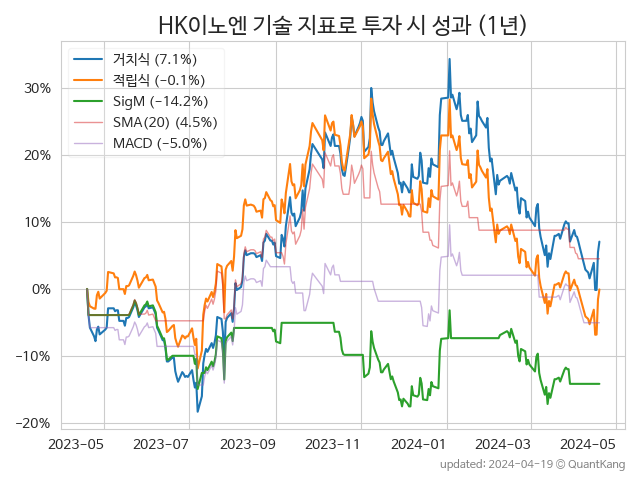 HK이노엔 기술 지표로 투자 시 성과 (1년)
거치식 (7.1%)
적립식 (−0.1%)
SigM (−14.2%)
SMA(20) (4.5%)
MACD (−5.0%)
30%
20%
10%
0%
−10%
−20%
2023-05 2023-07 2023-09 2023-11 2024-01 2024-03 2024-05
updated: 2024-04-19 © QuantKang